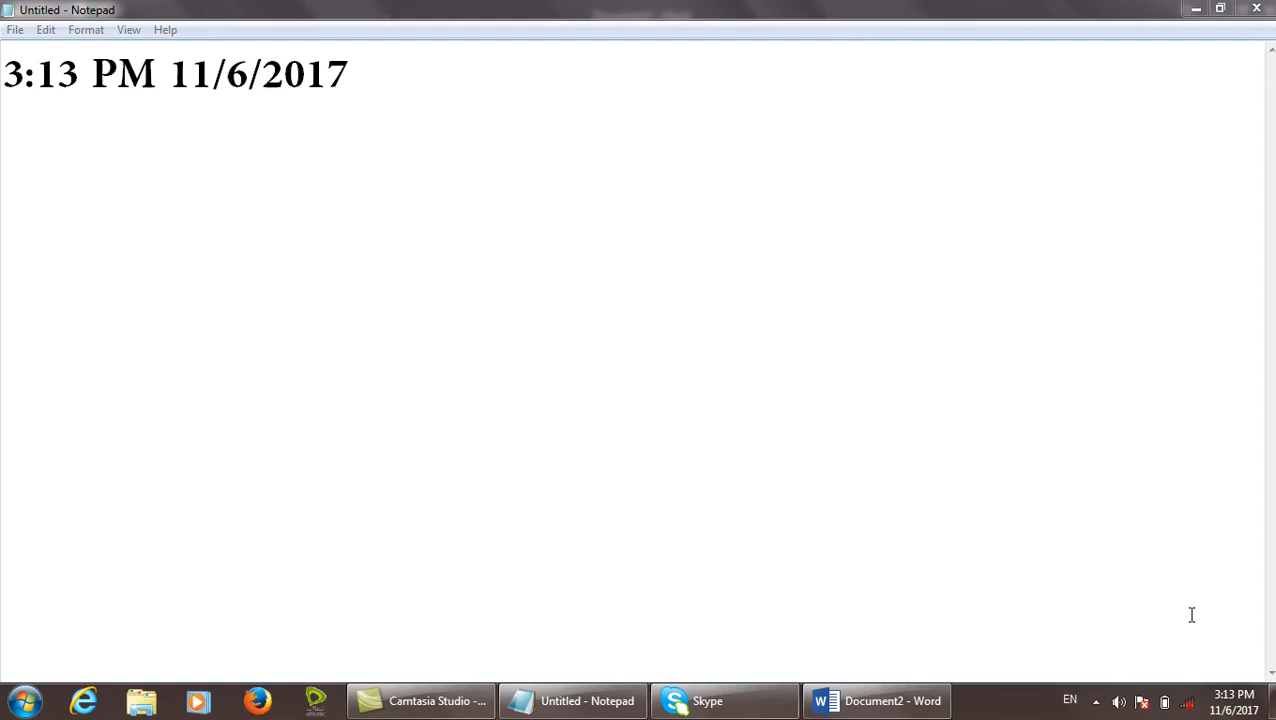 Untitled - Notepad
File Edit Format View Help
3:13 PM 11/6/2017
Camtasia Studio -...
Untitled - Notepad
Skype
Document2 - Word
EN
3:13 PM
11/6/2017